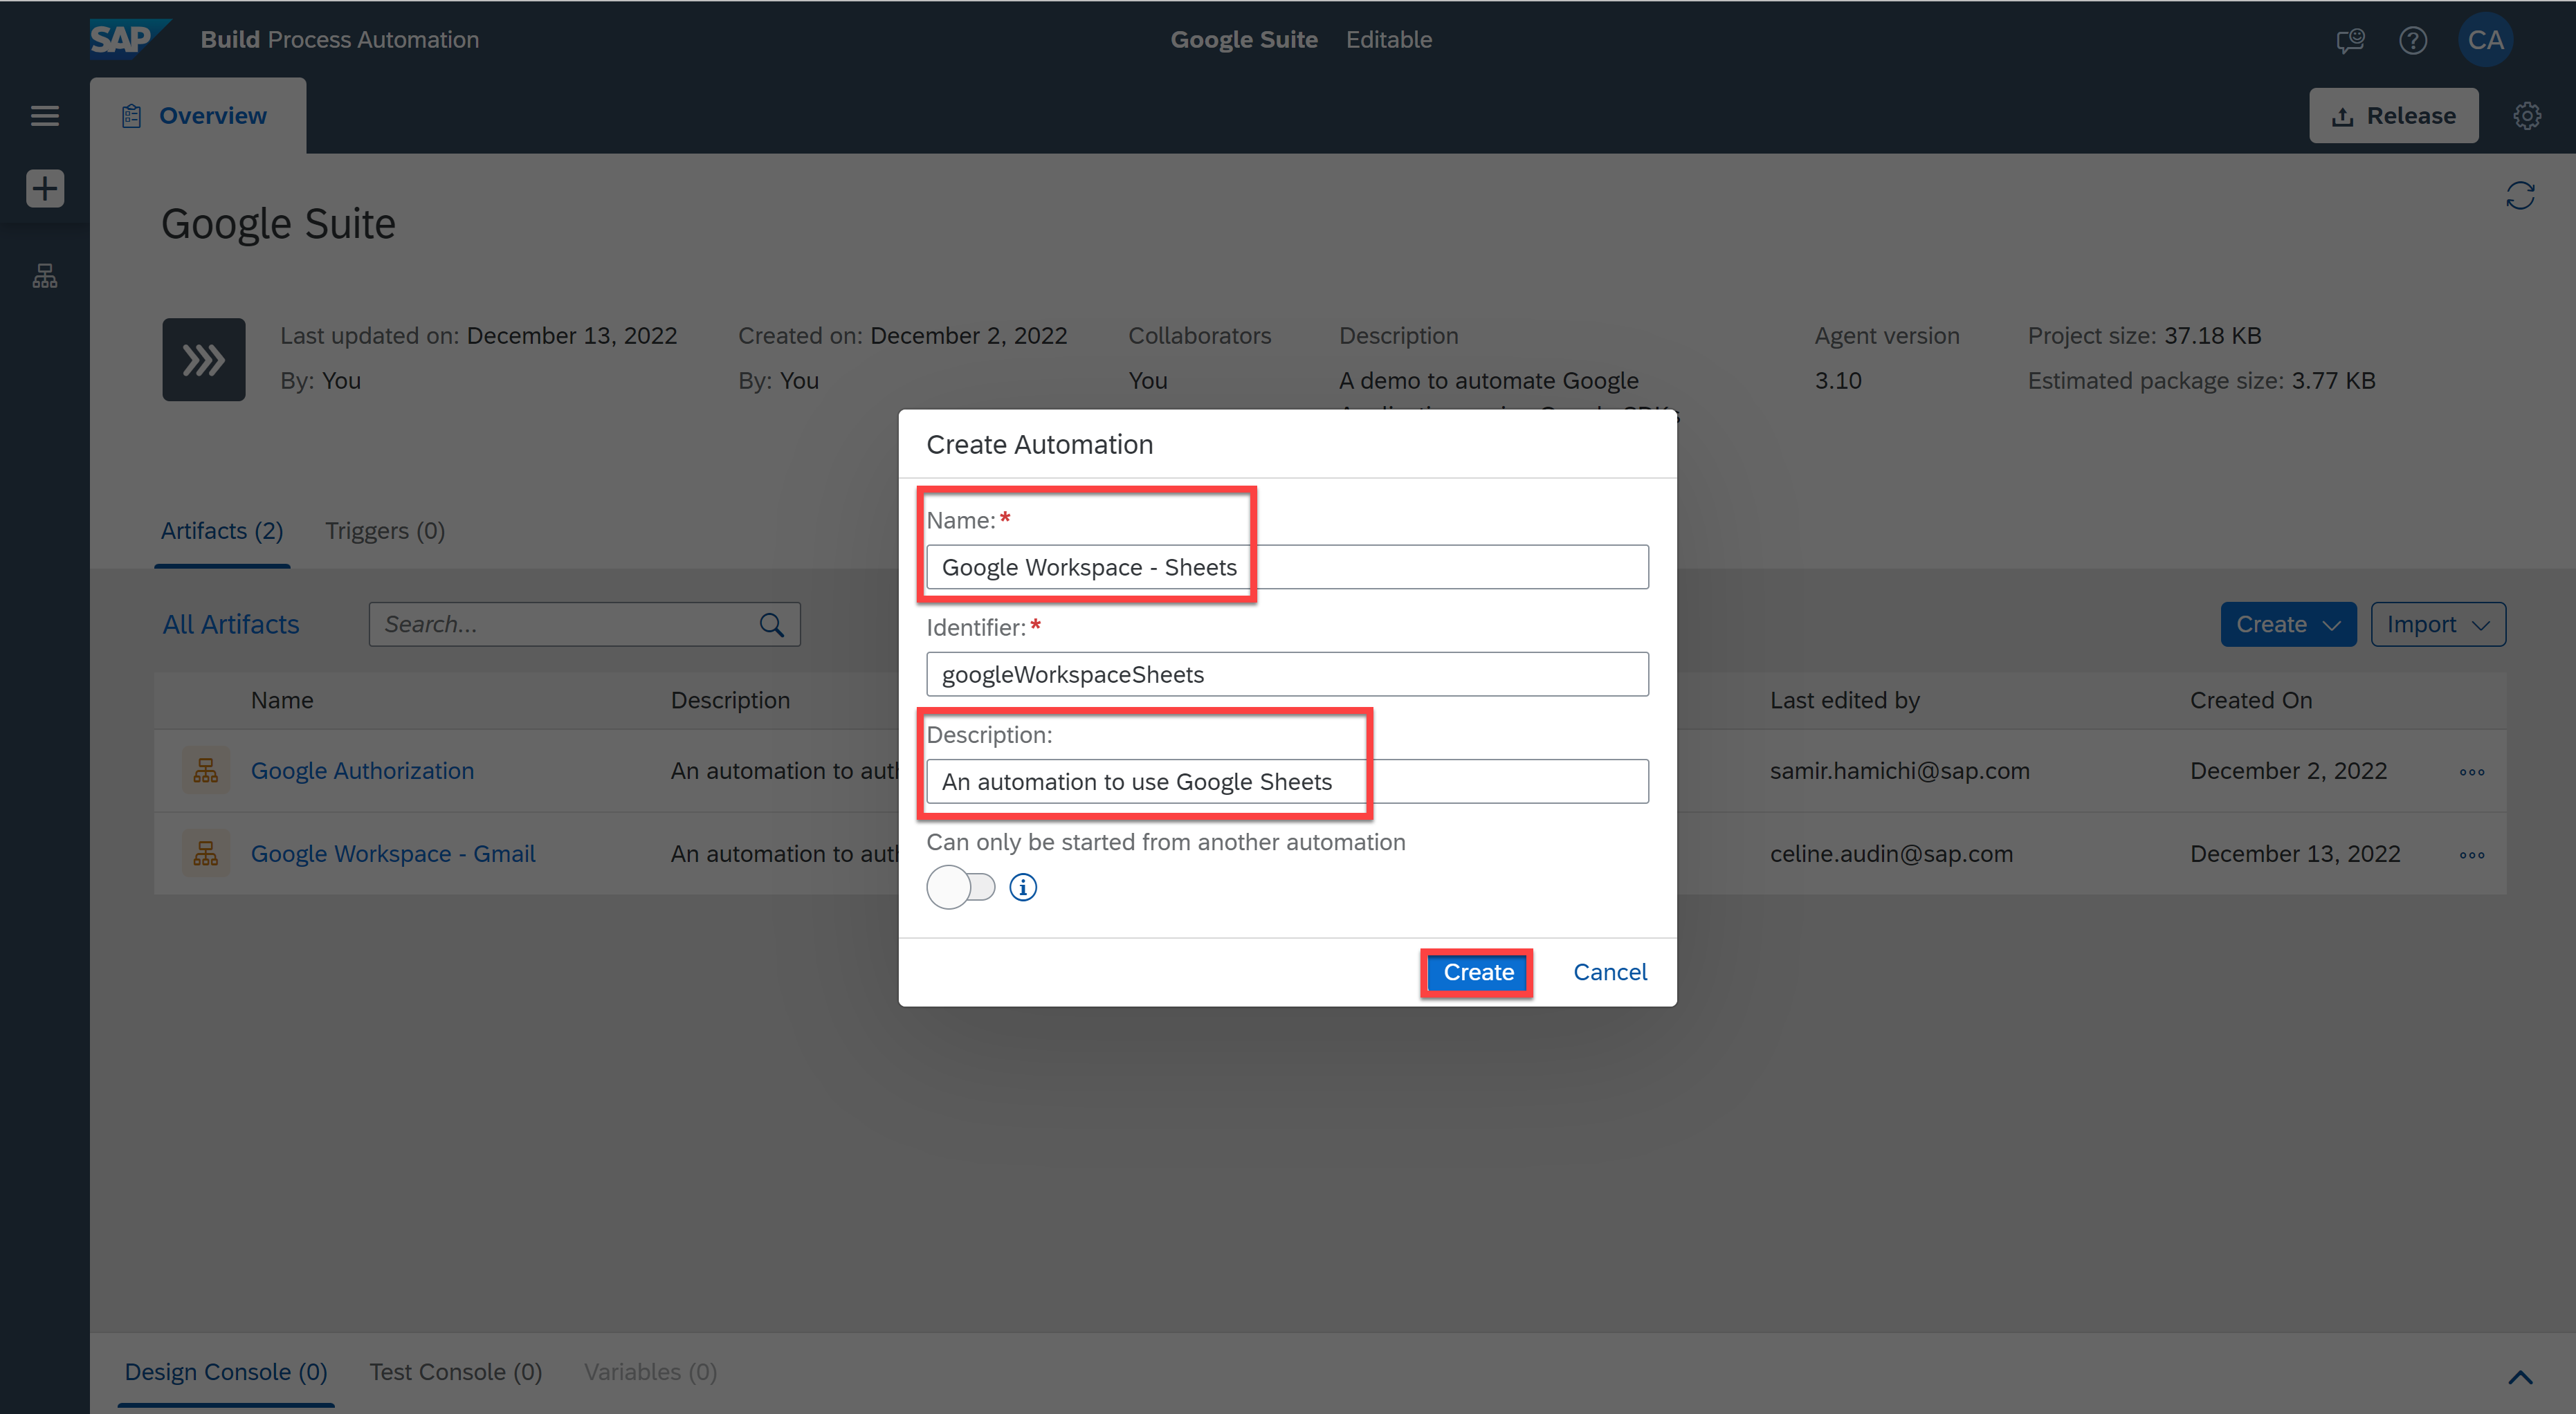 SAP Build Process Automation Google Suite Editable CA
Overview Release
Google Suite
Last updated on: December 13, 2022 Created on: December 2, 2022 Collaborators Description Agent version Project size: 37.18 KB
By: You By: You You A demo to automate Google 3.10 Estimated package size: 3.77 KB
Create Automation
Name:*
Artifacts (2) Triggers (0)
Google Workspace - Sheets
All Artifacts Search... Create Import
Identifier:*
googleWorkspaceSheets
Name Description Last edited by Created On
Description:
Google Authorization An automation to auth samir.hamichi@sap.com December 2, 2022
An automation to use Google Sheets
Can only be started from another automation
Google Workspace - Gmail An automation to auth celine.audin@sap.com December 13, 2022
Create Cancel
Design Console (0) Test Console (0) Variables (0)